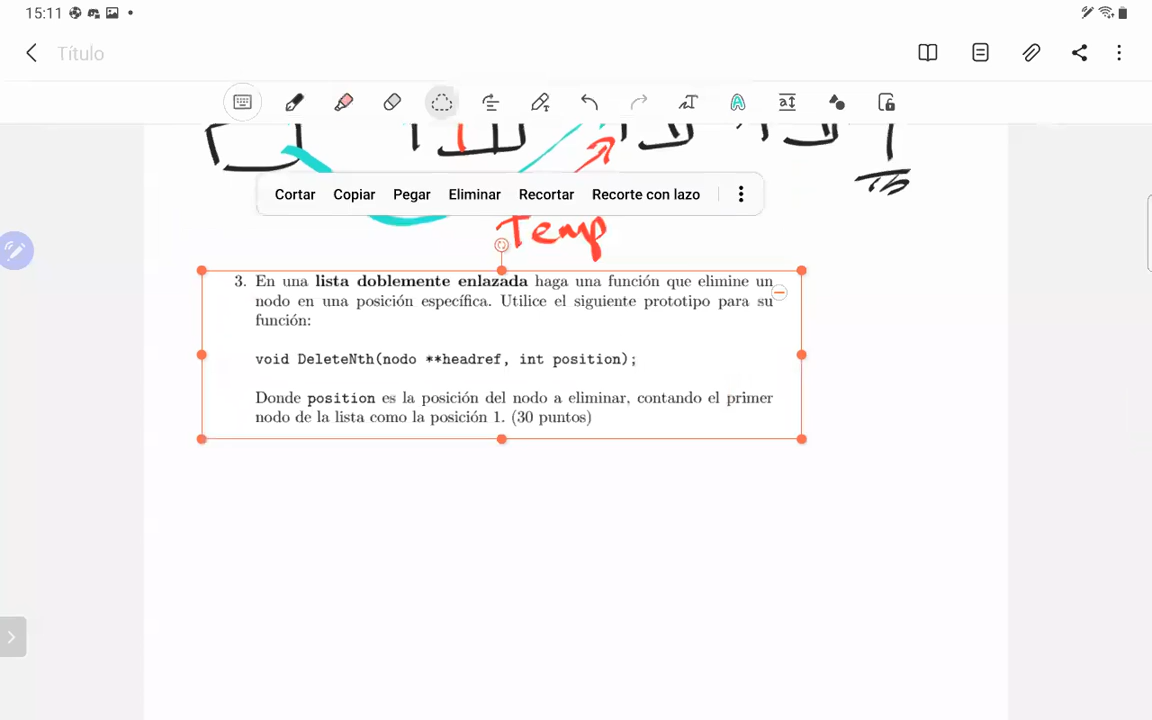 15:11
Título
Cortar Copiar Pegar Eliminar Recortar Recorte con lazo
Temp
3. En una lista doblemente enlazada haga una función que elimine un
nodo en una posición específica. Utilice el siguiente prototipo para su
función:
void DeleteNth(nodo **headref, int position);
Donde position es la posición del nodo a eliminar, contando el primer
nodo de la lista como la posición 1. (30 puntos)